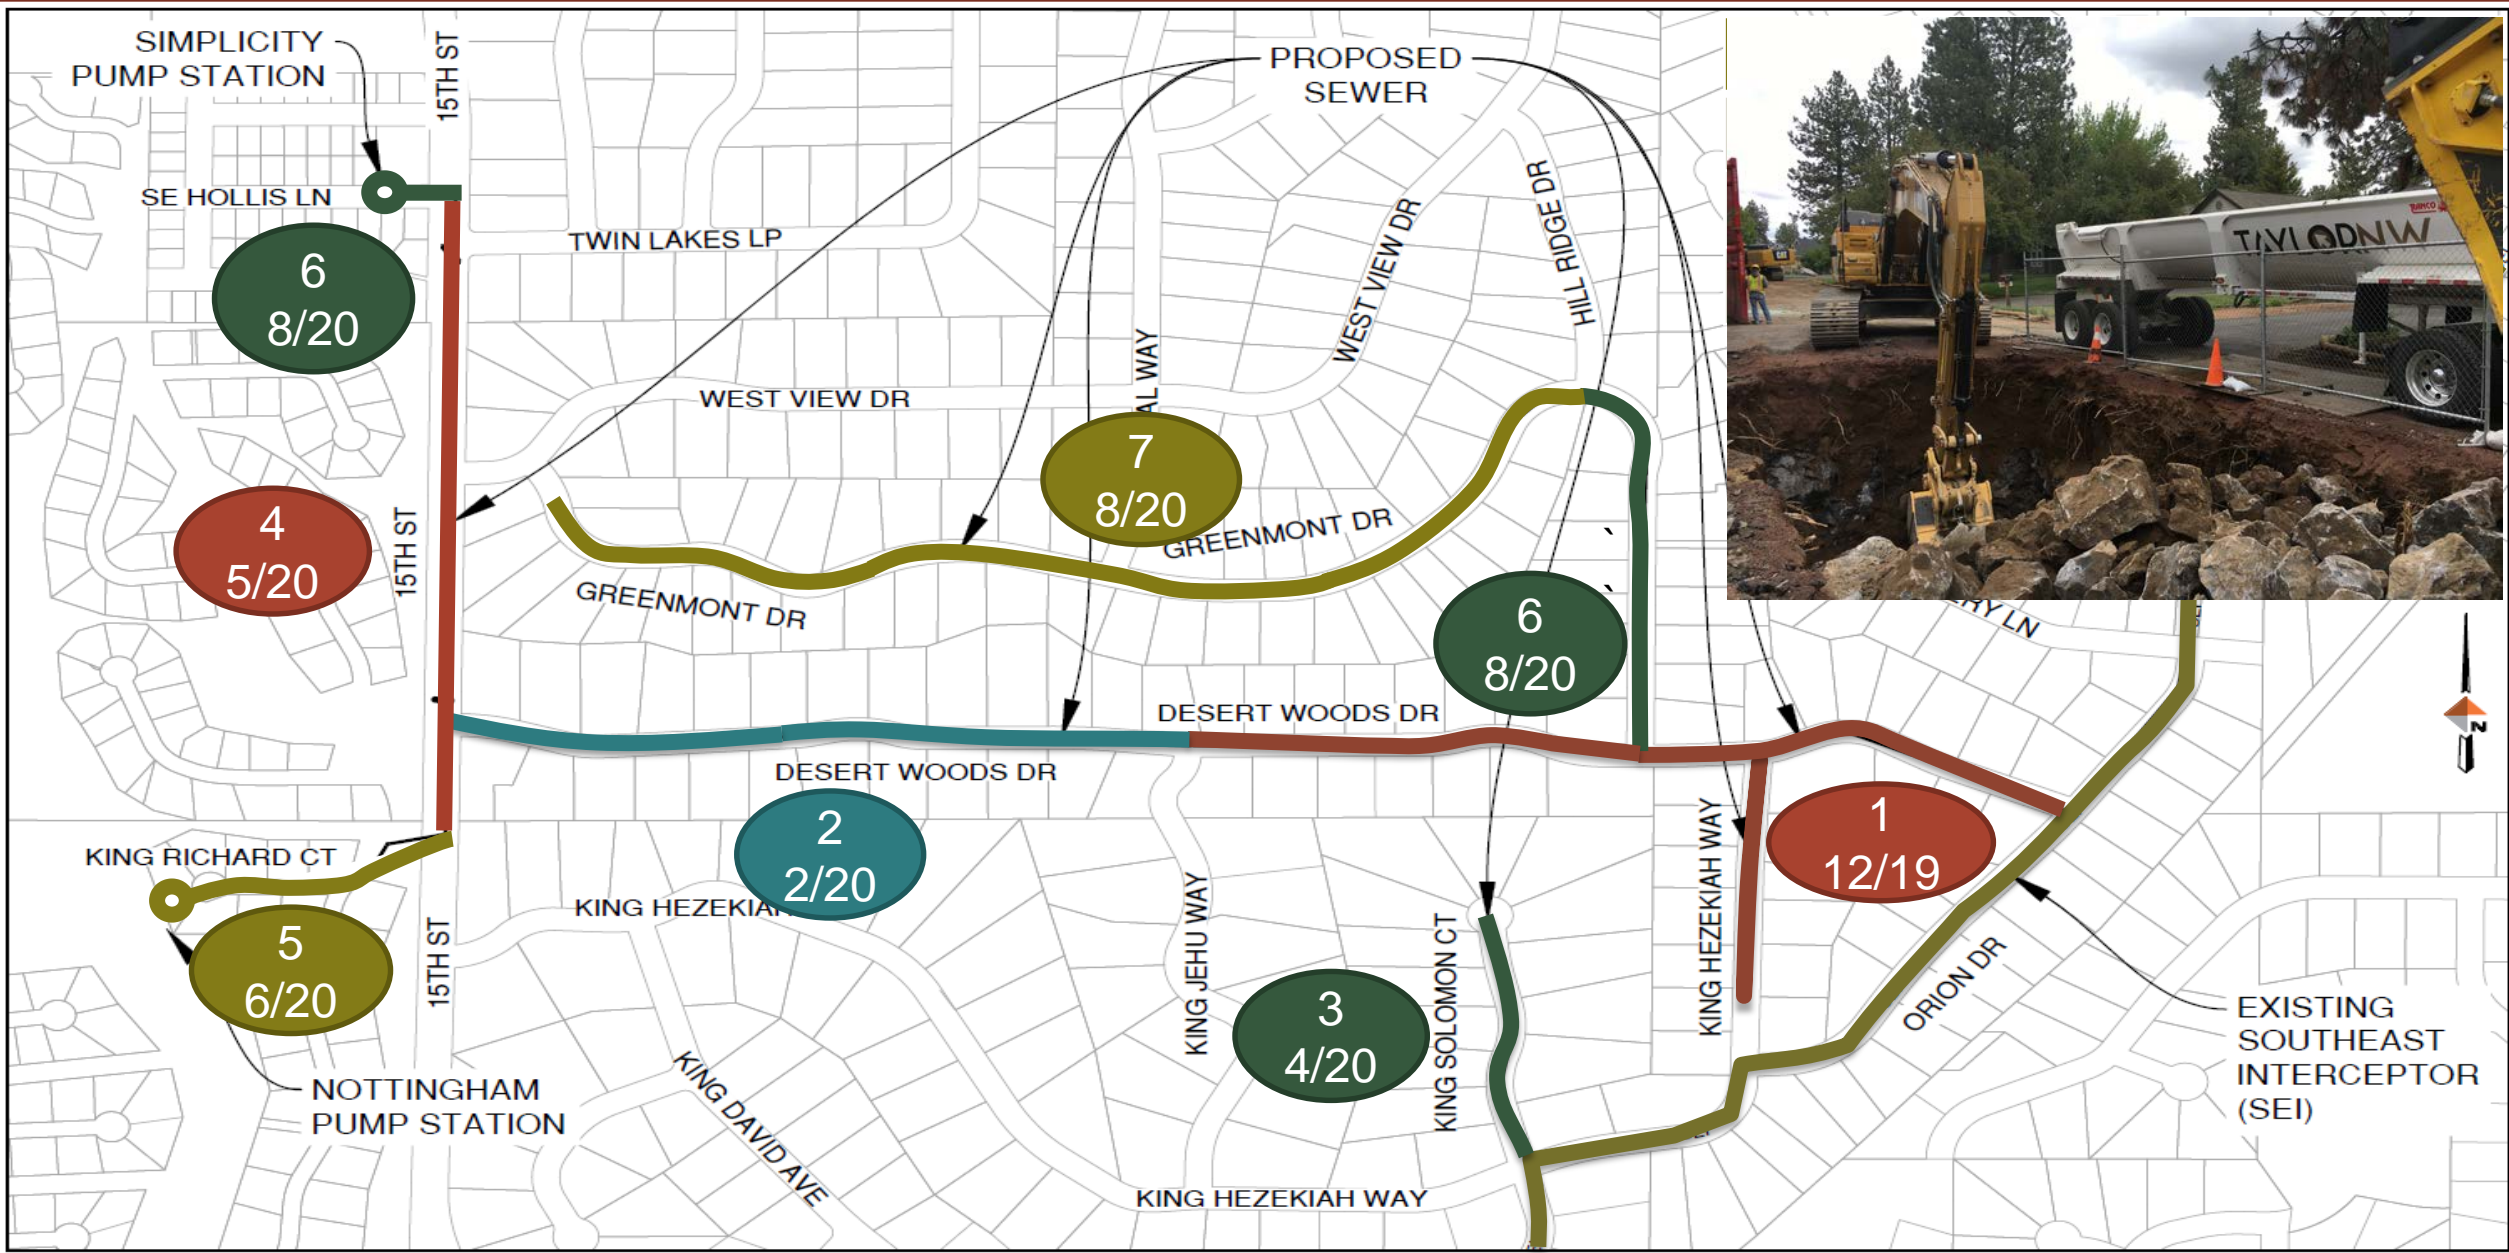 SIMPLICITY
PUMP STATION
15TH ST
PROPOSED
SEWER
SE HOLLIS LN
TWIN LAKES LP
WEST VIEW DR
HILL RIDGE DR
TAYLORNW
6
8/20
WEST VIEW DR
AL WAY
7
8/20
GREENMONT DR
4
5/20
15TH ST
GREENMONT DR
6
8/20
RY LN
N
DESERT WOODS DR
DESERT WOODS DR
2
2/20
1
12/19
KING HEZEKIAH WAY
KING RICHARD CT
KING HEZEKIAH
5
6/20
15TH ST
KING JEHU WAY
KING SOLOMON CT
3
4/20
ORION DR
EXISTING
SOUTHEAST
INTERCEPTOR
(SEI)
NOTTINGHAM
PUMP STATION
KING DAVID AVE
KING HEZEKIAH WAY